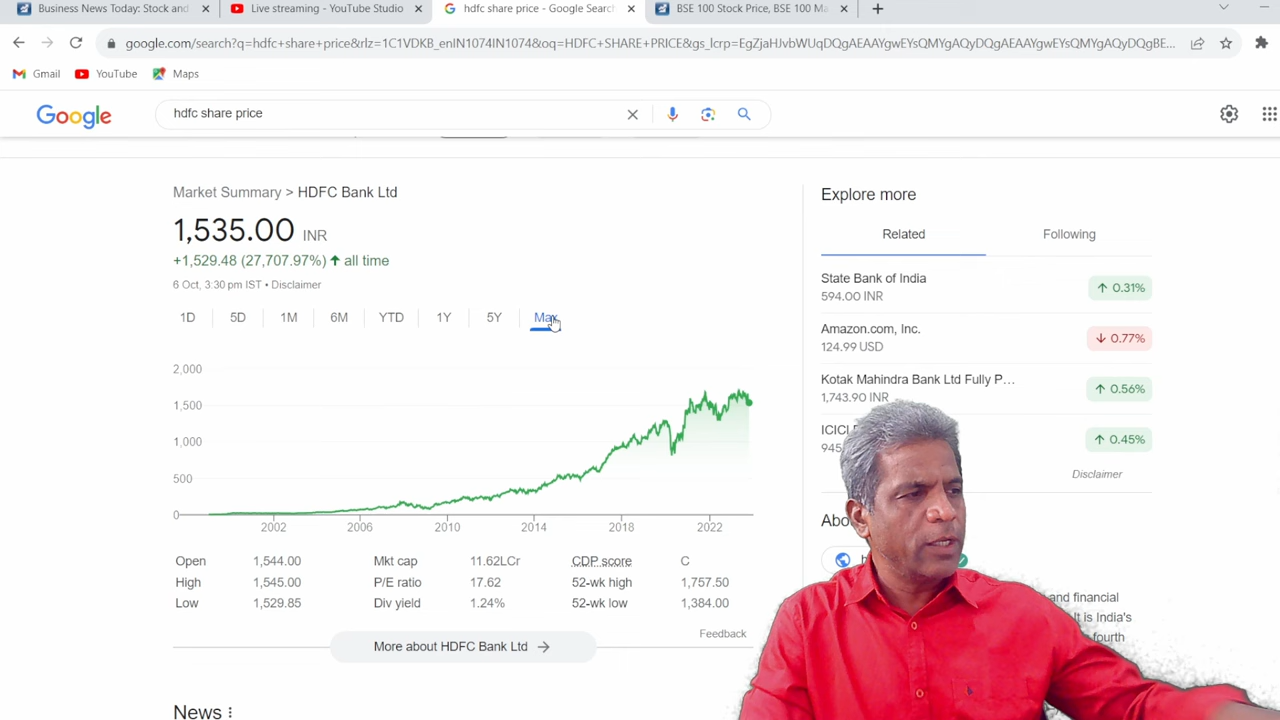 Business News Today: Stock and
Live streaming - YouTube Studio
hdfc share price - Google Search
BSE 100 Stock Price, BSE 100 Ma
google.com/search?q=hdfc+share+price&rlz=1C1VDKB_enIN1074IN1074&oq=HDFC+SHARE+PRICE&gs_lcrp=EgZjaHJvbWUqDQgAEAAYgwEYsQMYgAQyDQgAEAAYgwEYsQMYgAQyDQgBE...
Gmail
YouTube
Maps
Google
hdfc share price
Market Summary > HDFC Bank Ltd
1,535.00 INR
+1,529.48 (27,707.97%) ↑ all time
6 Oct, 3:30 pm IST • Disclaimer
1D 5D 1M 6M YTD 1Y 5Y Max
2,000
1,500
1,000
500
0
2002 2006 2010 2014 2018 2022
Open 1,544.00 Mkt cap 11.62LCr CDP score C
High 1,545.00 P/E ratio 17.62 52-wk high 1,757.50
Low 1,529.85 Div yield 1.24% 52-wk low 1,384.00
Feedback
More about HDFC Bank Ltd →
News
Explore more
Related Following
State Bank of India
594.00 INR
↑ 0.31%
Amazon.com, Inc.
124.99 USD
↓ 0.77%
Kotak Mahindra Bank Ltd Fully P...
1,743.90 INR
↑ 0.56%
ICICI
945
↑ 0.45%
Disclaimer
Abo
and financial
It is India's
fourth